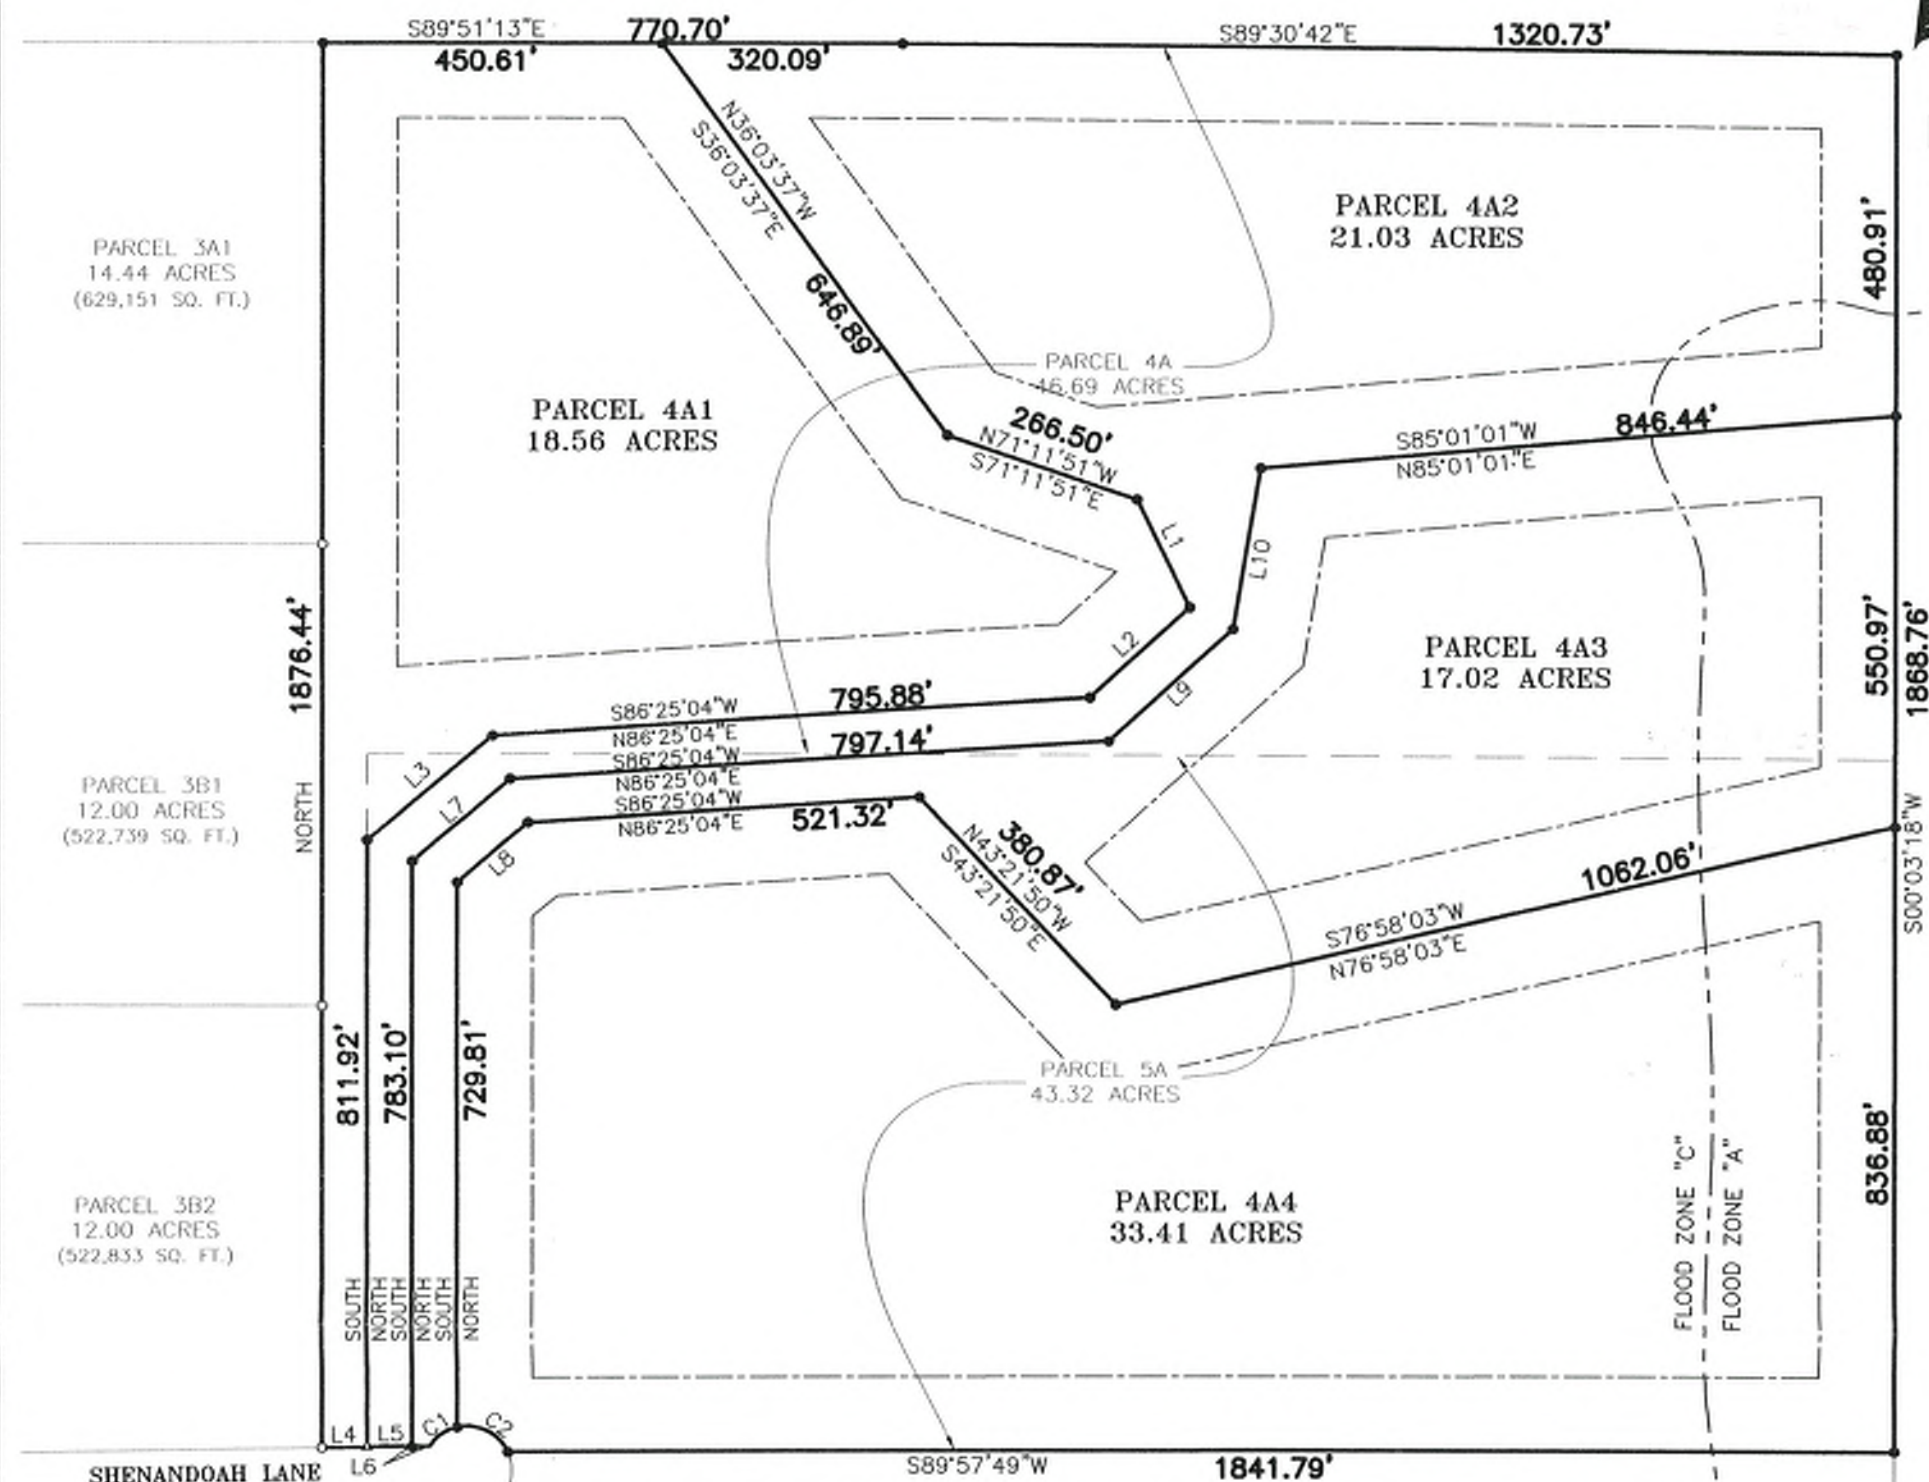 S89°51'13"E
770.70'
450.61'
320.09'
S89°30'42"E
1320.73'
N36°03'37"W
S36°03'37"E
646.89'
PARCEL 4A2
21.03 ACRES
480.91'
PARCEL 3A1
14.44 ACRES
(629,151 SQ. FT.)
PARCEL 4A
46.69 ACRES
PARCEL 4A1
18.56 ACRES
266.50'
N71°11'51"W
S71°11'51"E
846.44'
S85°01'01"W
N85°01'01"E
L1
L10
L2
L9
1876.44'
NORTH
PARCEL 4A3
17.02 ACRES
550.97'
1868.76'
S00°03'18"W
S86°25'04"W
795.88'
N86°25'04"E
S86°25'04"W
797.14'
N86°25'04"E
S86°25'04"W
521.32'
N86°25'04"E
L3
L7
L8
PARCEL 3B1
12.00 ACRES
(522,739 SQ. FT.)
380.87'
N43°21'50"W
S43°21'50"E
1062.06'
S76°58'03"W
N76°58'03"E
811.92'
783.10'
729.81'
PARCEL 5A
43.32 ACRES
PARCEL 3B2
12.00 ACRES
(522,833 SQ. FT.)
PARCEL 4A4
33.41 ACRES
836.88'
FLOOD ZONE "C"
FLOOD ZONE "A"
SOUTH
NORTH
SOUTH
NORTH
SOUTH
NORTH
L4
L5
C1
C2
L6
SHENANDOAH LANE
S89°57'49"W
1841.79'